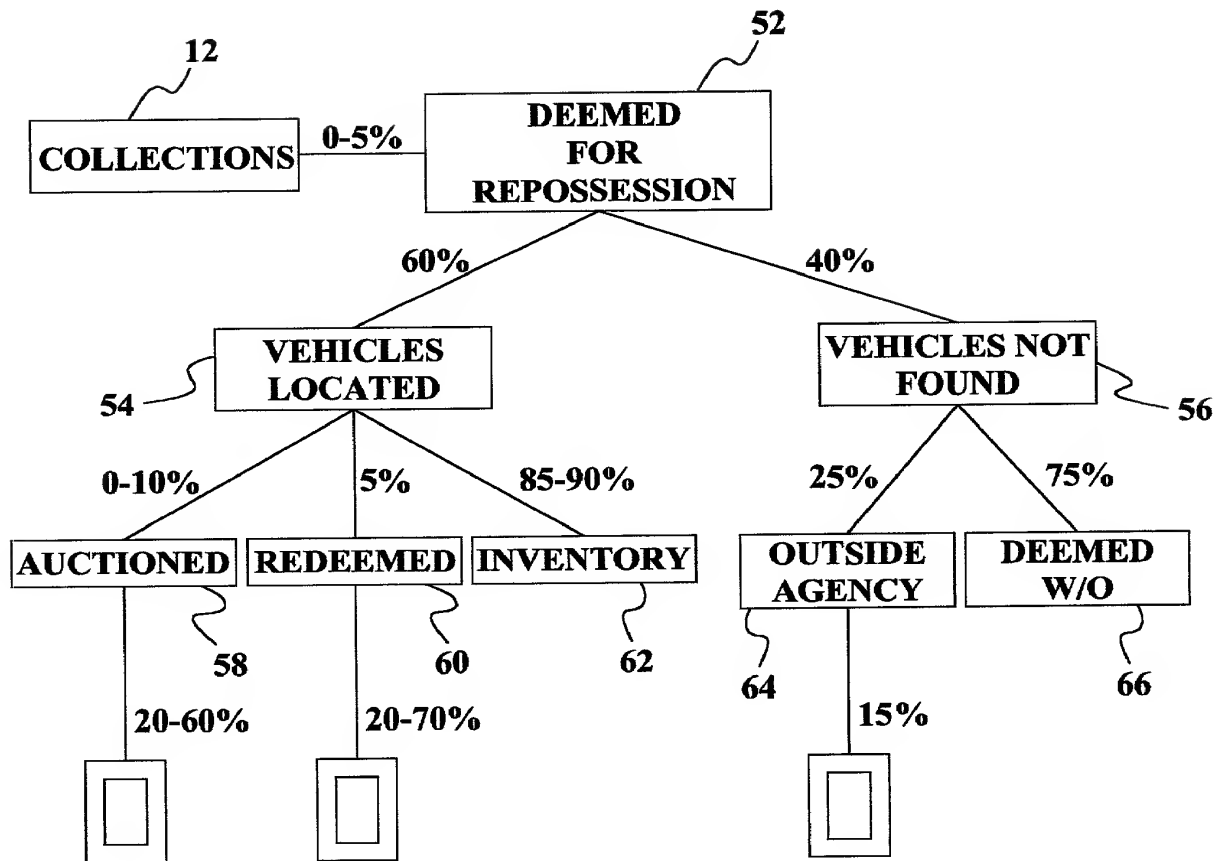 12
52
COLLECTIONS
0-5%
DEEMED
FOR
REPOSSESSION
60%
40%
VEHICLES
LOCATED
54
VEHICLES NOT
FOUND
56
0-10%
5%
85-90%
25%
75%
AUCTIONED
REDEEMED
INVENTORY
OUTSIDE
AGENCY
DEEMED
W/O
58
60
62
64
66
20-60%
20-70%
15%